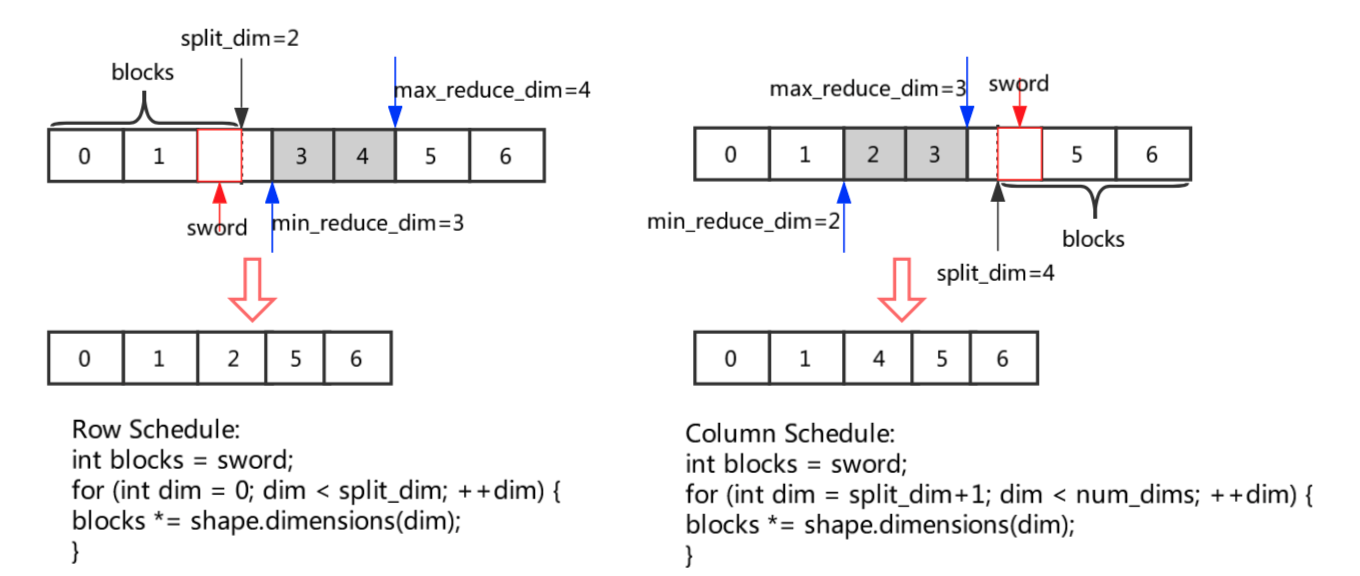 split_dim=2
blocks
max_reduce_dim=4
0 1 3 4 5 6
sword
min_reduce_dim=3
0 1 2 5 6
Row Schedule:
int blocks = sword;
for (int dim = 0; dim < split_dim; ++dim) {
blocks *= shape.dimensions(dim);
}
max_reduce_dim=3
sword
0 1 2 3 5 6
min_reduce_dim=2
blocks
split_dim=4
0 1 4 5 6
Column Schedule:
int blocks = sword;
for (int dim = split_dim+1; dim < num_dims; ++dim) {
blocks *= shape.dimensions(dim);
}